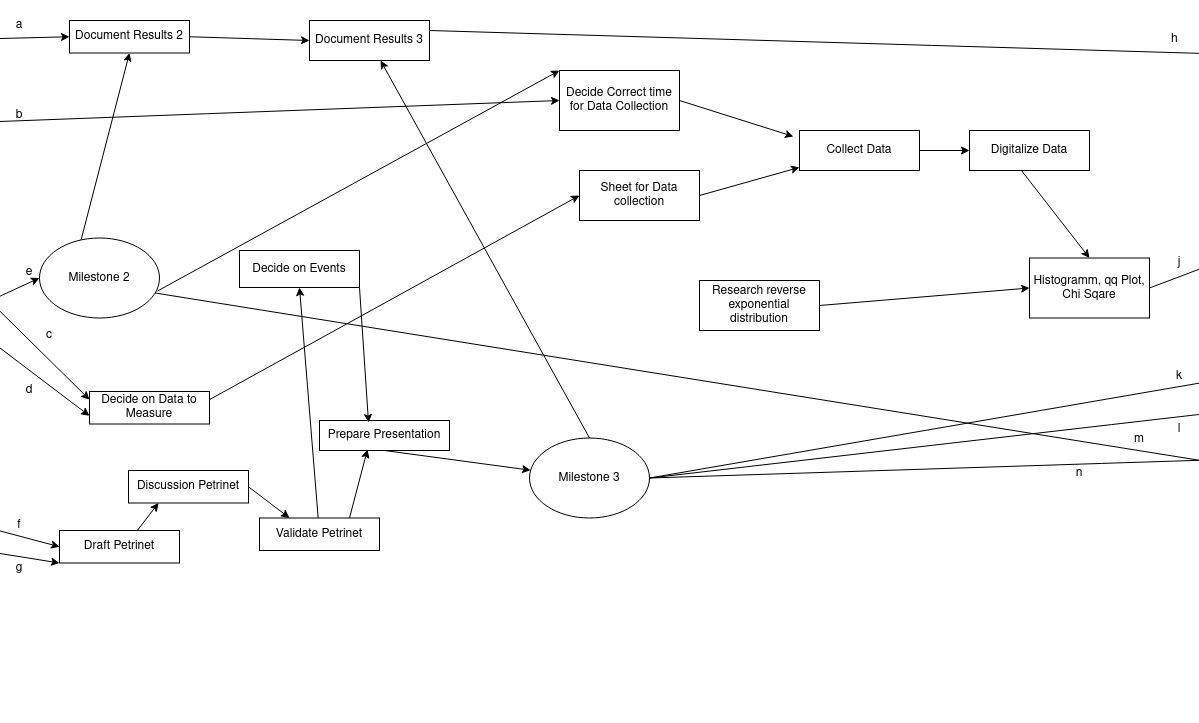 a
Document Results 2
Document Results 3
h
b
Decide Correct time
for Data Collection
Collect Data
Digitalize Data
Sheet for Data
collection
e
Milestone 2
Decide on Events
j
Histogramm, qq Plot,
Chi Sqare
Research reverse
exponential
distribution
c
d
Decide on Data to
Measure
k
l
m
n
Prepare Presentation
Milestone 3
Discussion Petrinet
Validate Petrinet
f
Draft Petrinet
g